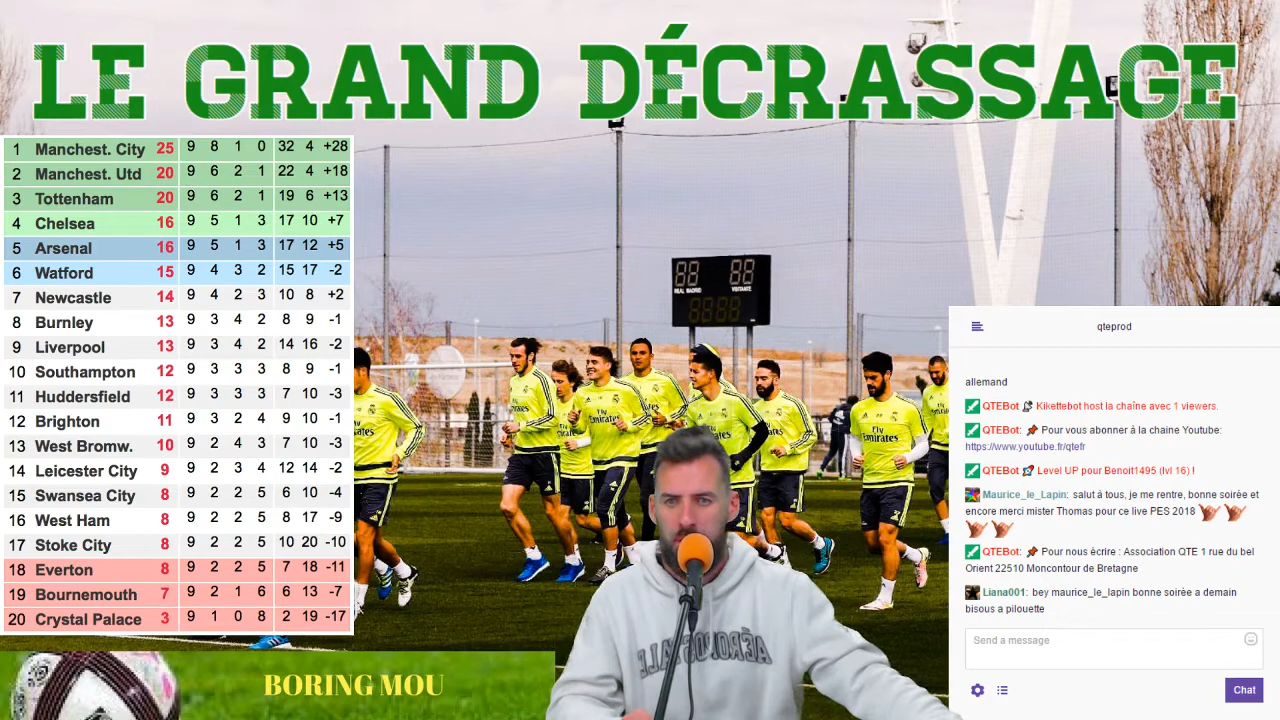 LE GRAND DÉCRASSAGE
1 Manchest. City 25 9 8 1 0 32 4 +28
2 Manchest. Utd 20 9 6 2 1 22 4 +18
3 Tottenham 20 9 6 2 1 19 6 +13
4 Chelsea 16 9 5 1 3 17 10 +7
5 Arsenal 16 9 5 1 3 17 12 +5
6 Watford 15 9 4 3 2 15 17 -2
7 Newcastle 14 9 4 2 3 10 8 +2
8 Burnley 13 9 3 4 2 8 9 -1
9 Liverpool 13 9 3 4 2 14 16 -2
10 Southampton 12 9 3 3 3 8 9 -1
11 Huddersfield 12 9 3 3 3 7 10 -3
12 Brighton 11 9 3 2 4 9 10 -1
13 West Bromw. 10 9 2 4 3 7 10 -3
14 Leicester City 9 9 2 3 4 12 14 -2
15 Swansea City 8 9 2 2 5 6 10 -4
16 West Ham 8 9 2 2 5 8 17 -9
17 Stoke City 8 9 2 2 5 10 20 -10
18 Everton 8 9 2 2 5 7 18 -11
19 Bournemouth 7 9 2 1 6 6 13 -7
20 Crystal Palace 3 9 1 0 8 2 19 -17
BORING MOU
REAL MADRID VISITANTE
Fly Emirates
Fly Emirates
Fly Emirates
AÉROPOSTALE
qteprod
allemand
QTEBot: Kikettebot host la chaîne avec 1 viewers.
QTEBot: Pour vous abonner à la chaine Youtube:
https://www.youtube.fr/qtefr
QTEBot: Level UP pour Benoit1495 (lvl 16) !
Maurice_le_Lapin: salut à tous, je me rentre, bonne soirée et
encore merci mister Thomas pour ce live PES 2018
QTEBot: Pour nous écrire : Association QTE 1 rue du bel
Orient 22510 Moncontour de Bretagne
Liana001: bey maurice_le_lapin bonne soirée a demain
bisous a pilouette
Send a message
Chat